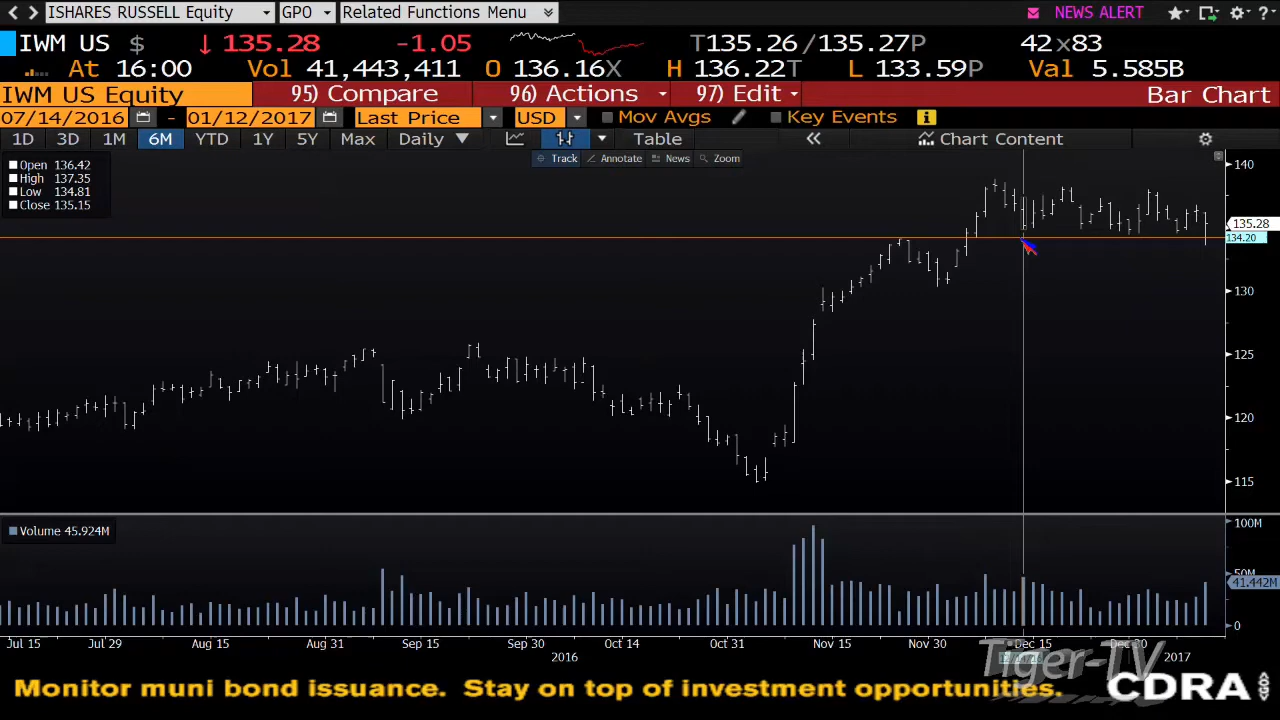 ISHARES RUSSELL Equity GPO Related Functions Menu NEWS ALERT ?
IWM US $ ↓ 135.28 -1.05 T135.26/135.27P 42x83
At 16:00 Vol 41,443,411 O 136.16X H 136.22T L 133.59P Val 5.585B
IWM US Equity 95) Compare 96) Actions 97) Edit Bar Chart
07/14/2016 - 01/12/2017 Last Price USD Mov Avgs Key Events
1D 3D 1M 6M YTD 1Y 5Y Max Daily ▼ Table « Chart Content
Track Annotate News Zoom
Open 136.42
High 137.35
Low 134.81
Close 135.15
140
135.28
134.20
130
125
120
115
Volume 45.924M
100M
50M
41.442M
0
Jul 15 Jul 29 Aug 15 Aug 31 Sep 15 Sep 30 Oct 14 Oct 31 Nov 15 Nov 30 Dec 15 Dec 30
2016 2017
Tiger-TV
Monitor muni bond issuance. Stay on top of investment opportunities. CDRA